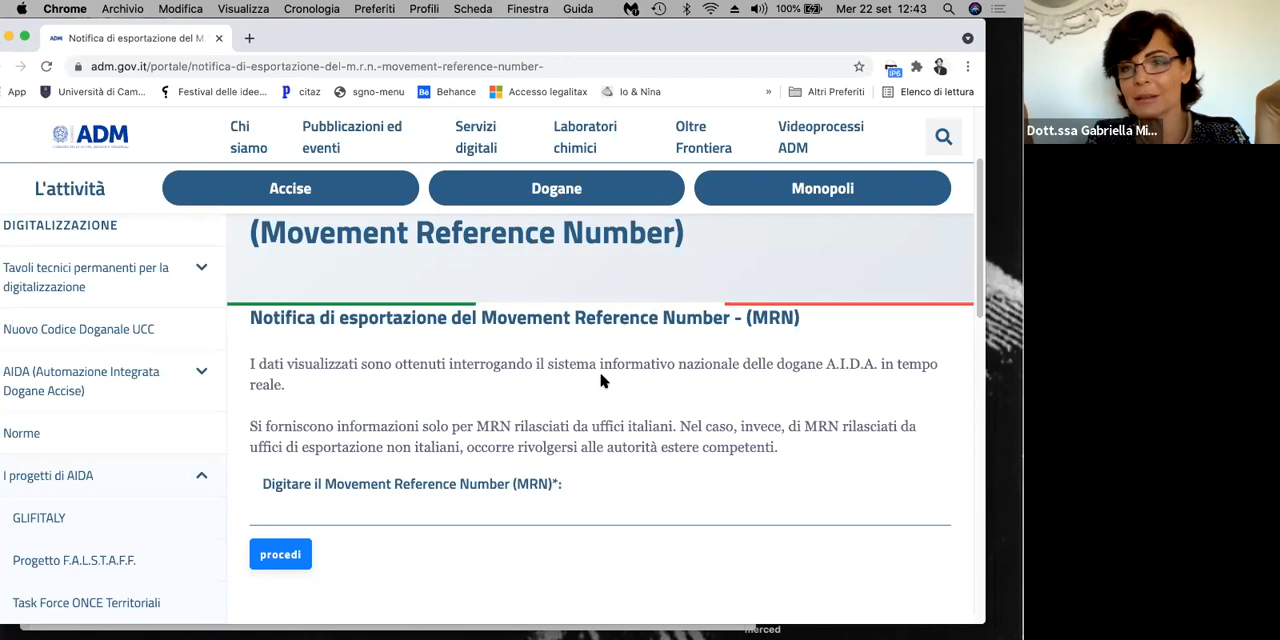 Chrome Archivio Modifica Visualizza Cronologia Preferiti Profili Scheda Finestra Guida 100% Mer 22 set 12:43
ADM Notifica di esportazione del M
adm.gov.it/portale/notifica-di-esportazione-del-m.r.n.-movement-reference-number-
IP6
App Università di Cam... Festival delle idee... citaz sgno-menu Behance Accesso legalitax Io & Nina » Altri Preferiti Elenco di lettura
ADM
Chi siamo
Pubblicazioni ed eventi
Servizi digitali
Laboratori chimici
Oltre Frontiera
Videoprocessi ADM
L'attività Accise Dogane Monopoli
DIGITALIZZAZIONE
Tavoli tecnici permanenti per la
digitalizzazione
Nuovo Codice Doganale UCC
AIDA (Automazione Integrata
Dogane Accise)
Norme
I progetti di AIDA
GLIFITALY
Progetto F.A.L.S.T.A.F.F.
Task Force ONCE Territoriali
(Movement Reference Number)
Notifica di esportazione del Movement Reference Number - (MRN)
I dati visualizzati sono ottenuti interrogando il sistema informativo nazionale delle dogane A.I.D.A. in tempo
reale.
Si forniscono informazioni solo per MRN rilasciati da uffici italiani. Nel caso, invece, di MRN rilasciati da
uffici di esportazione non italiani, occorre rivolgersi alle autorità estere competenti.
Digitare il Movement Reference Number (MRN)*:
procedi
Dott.ssa Gabriella Mi...
merced